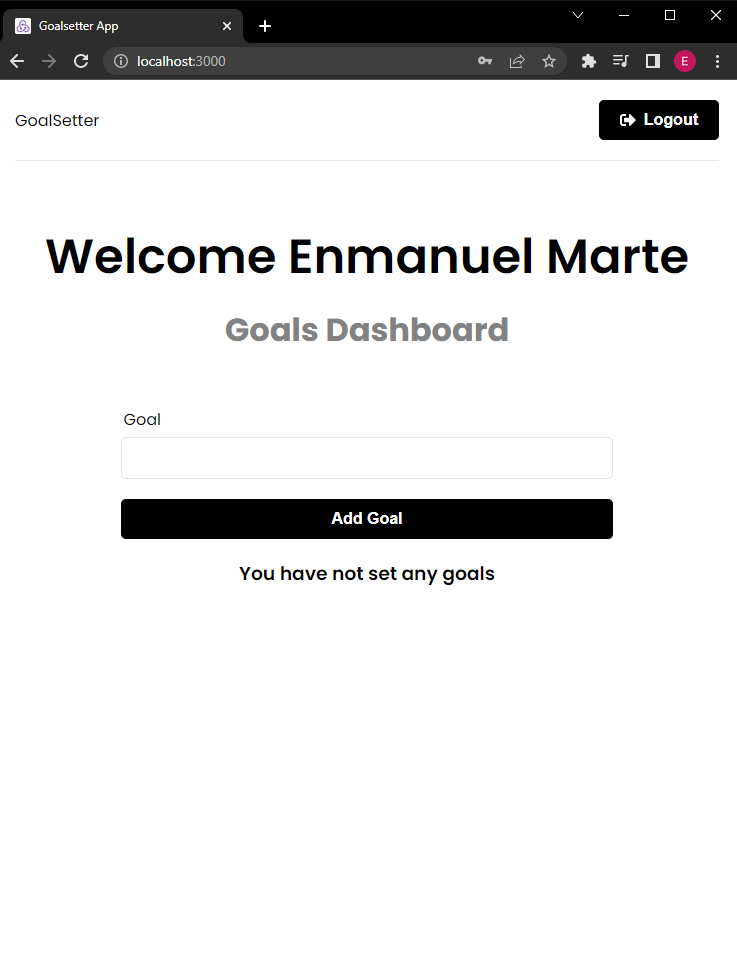 Goalsetter App
localhost:3000
E
GoalSetter
Logout
Welcome Enmanuel Marte
Goals Dashboard
Goal
Add Goal
You have not set any goals